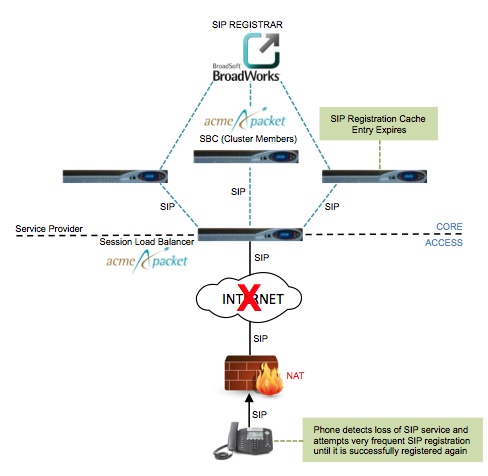 SIP REGISTRAR
BroadSoft
BroadWorks
acme packet
SBC (Cluster Members)
SIP Registration Cache
Entry Expires
SIP
SIP
SIP
Service Provider
CORE
Session Load Balancer
ACCESS
acme packet
SIP
INTERNET
X
SIP
NAT
SIP
Phone detects loss of SIP service and
attempts very frequent SIP registration
until it is successfully registered again